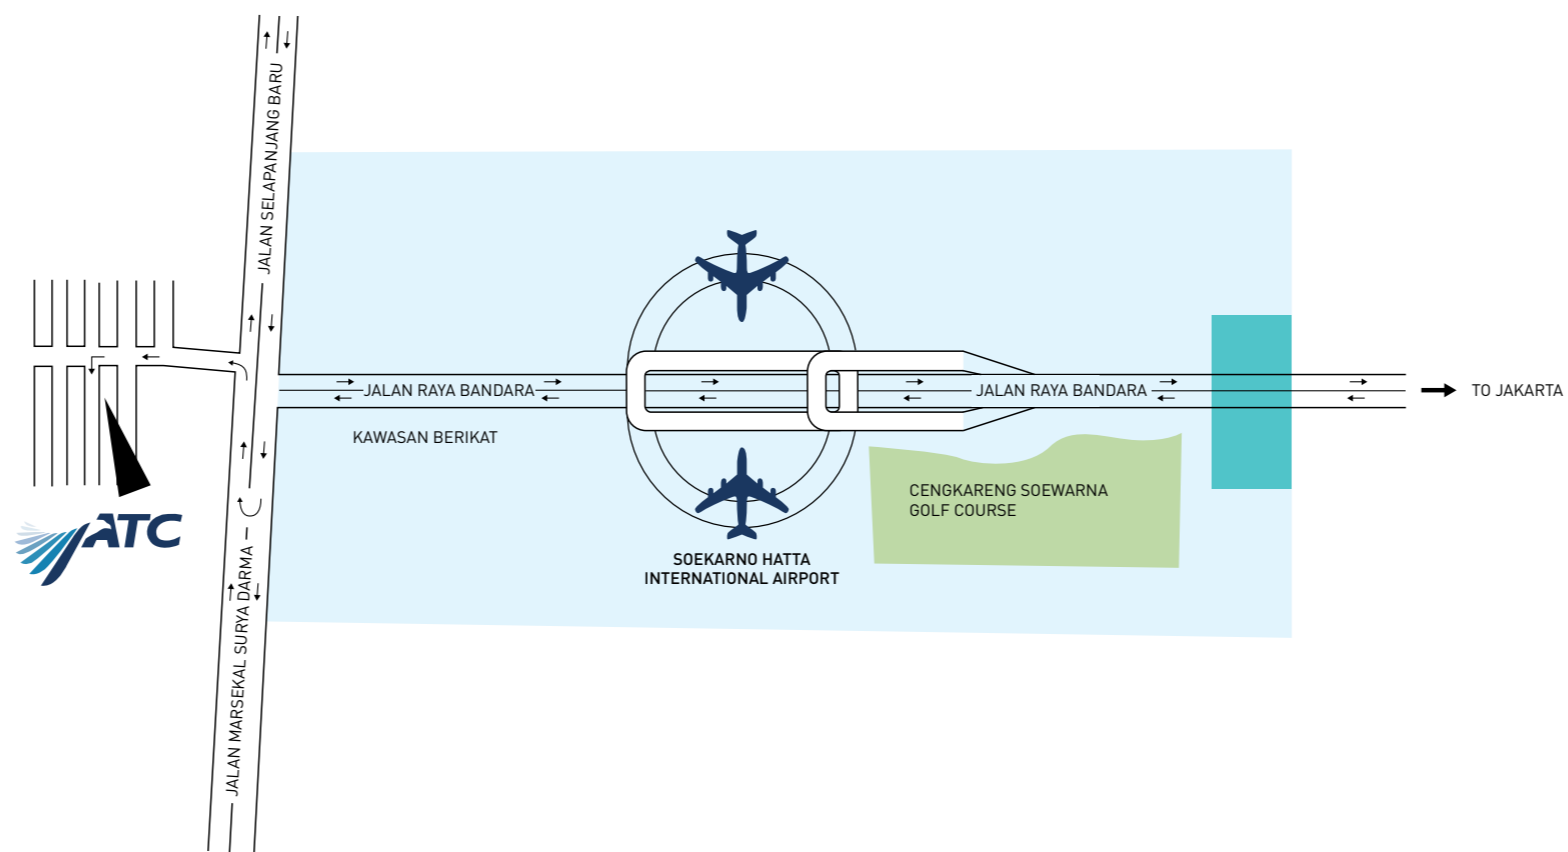 JALAN SELAPANJANG BARU
JALAN RAYA BANDARA
JALAN RAYA BANDARA
TO JAKARTA
KAWASAN BERIKAT
CENGKARENG SOEWARNA
GOLF COURSE
ATC
SOEKARNO HATTA
INTERNATIONAL AIRPORT
JALAN MARSEKAL SURYA DARMA